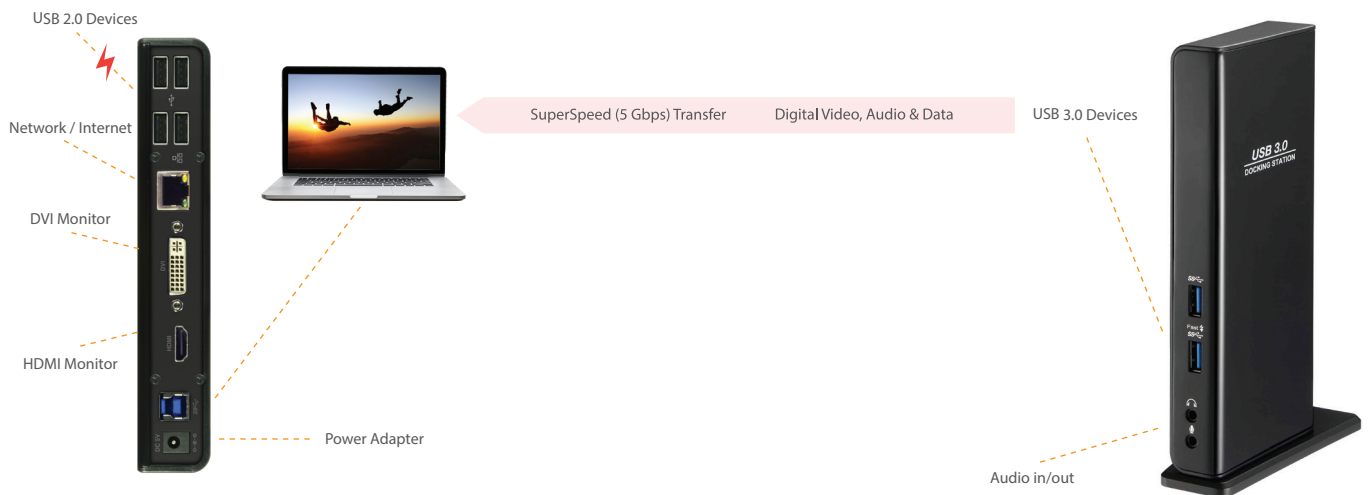 USB 2.0 Devices
Network / Internet
DVI Monitor
HDMI Monitor
DVI
HDMI
DC 5V
Power Adapter
SuperSpeed (5 Gbps) Transfer Digital Video, Audio & Data
USB 3.0 Devices
USB 3.0
DOCKING STATION
Audio in/out